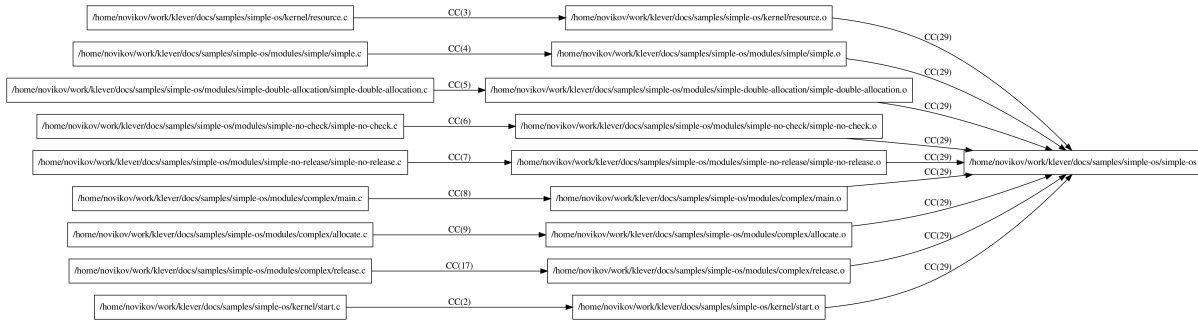 /home/novikov/work/klever/docs/samples/simple-os/kernel/resource.c CC(3) /home/novikov/work/klever/docs/samples/simple-os/kernel/resource.o
CC(29)
/home/novikov/work/klever/docs/samples/simple-os/modules/simple/simple.c CC(4) /home/novikov/work/klever/docs/samples/simple-os/modules/simple/simple.o
CC(29)
/home/novikov/work/klever/docs/samples/simple-os/modules/simple-double-allocation/simple-double-allocation.c CC(5) /home/novikov/work/klever/docs/samples/simple-os/modules/simple-double-allocation/simple-double-allocation.o
CC(29)
/home/novikov/work/klever/docs/samples/simple-os/modules/simple-no-check/simple-no-check.c CC(6) /home/novikov/work/klever/docs/samples/simple-os/modules/simple-no-check/simple-no-check.o
CC(29)
/home/novikov/work/klever/docs/samples/simple-os/modules/simple-no-release/simple-no-release.c CC(7) /home/novikov/work/klever/docs/samples/simple-os/modules/simple-no-release/simple-no-release.o CC(29) /home/novikov/work/klever/docs/samples/simple-os/simple-os
CC(29)
/home/novikov/work/klever/docs/samples/simple-os/modules/complex/main.c CC(8) /home/novikov/work/klever/docs/samples/simple-os/modules/complex/main.o
CC(29)
/home/novikov/work/klever/docs/samples/simple-os/modules/complex/allocate.c CC(9) /home/novikov/work/klever/docs/samples/simple-os/modules/complex/allocate.o
CC(29)
/home/novikov/work/klever/docs/samples/simple-os/modules/complex/release.c CC(17) /home/novikov/work/klever/docs/samples/simple-os/modules/complex/release.o
CC(29)
/home/novikov/work/klever/docs/samples/simple-os/kernel/start.c CC(2) /home/novikov/work/klever/docs/samples/simple-os/kernel/start.o